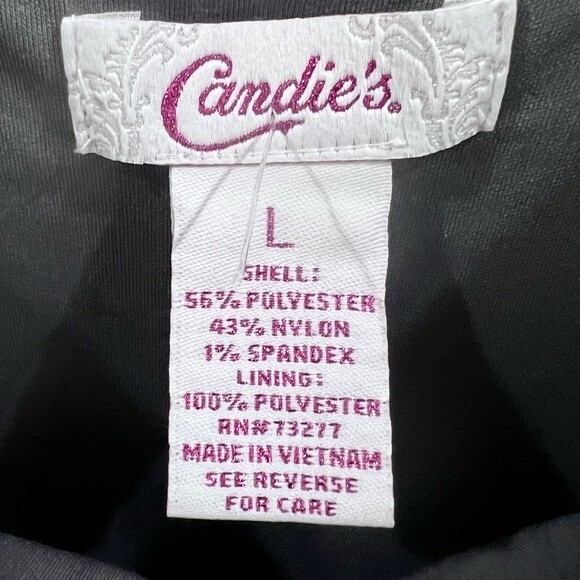 Candie's.
L
SHELL:
56% POLYESTER
43% NYLON
1% SPANDEX
LINING:
100% POLYESTER
RN#73277
MADE IN VIETNAM
SEE REVERSE
FOR CARE